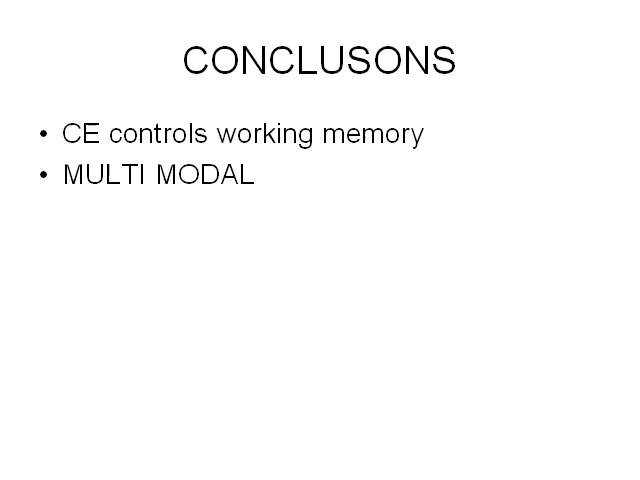 CONCLUSONS
• CE controls working memory
• MULTI MODAL